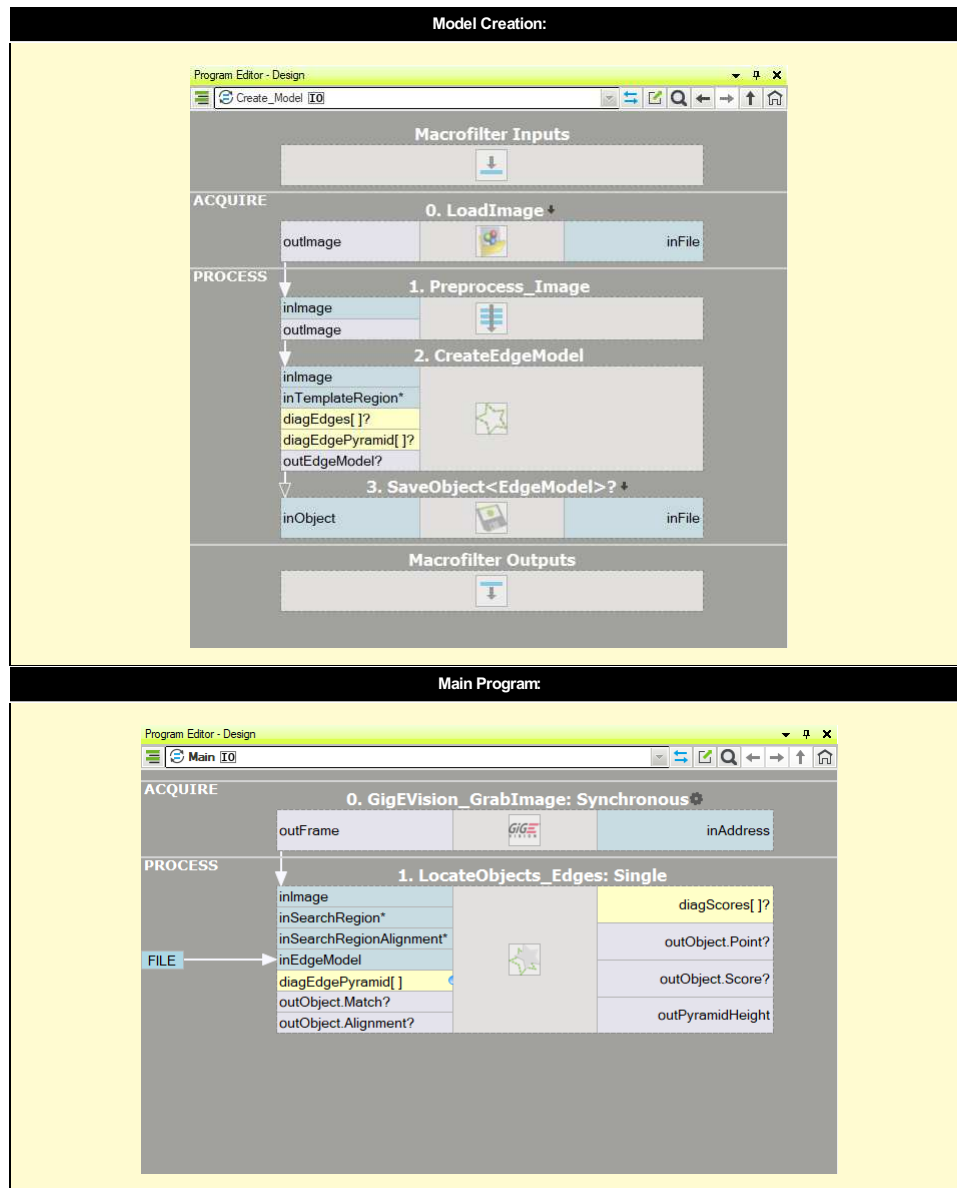 Model Creation:
Program Editor - Design
Create_Model IO
Macrofilter Inputs
ACQUIRE
0. LoadImage
outImage
inFile
PROCESS
1. Preprocess_Image
inImage
outImage
2. CreateEdgeModel
inImage
inTemplateRegion*
diagEdges[ ]?
diagEdgePyramid[ ]?
outEdgeModel?
3. SaveObject<EdgeModel>?
inObject
inFile
Macrofilter Outputs
Main Program:
Program Editor - Design
Main IO
ACQUIRE
0. GigEVision_GrabImage: Synchronous
outFrame
GiGE
VISION
inAddress
PROCESS
1. LocateObjects_Edges: Single
inImage
inSearchRegion*
inSearchRegionAlignment*
FILE
inEdgeModel
diagEdgePyramid[ ]
outObject.Match?
outObject.Alignment?
diagScores[ ]?
outObject.Point?
outObject.Score?
outPyramidHeight